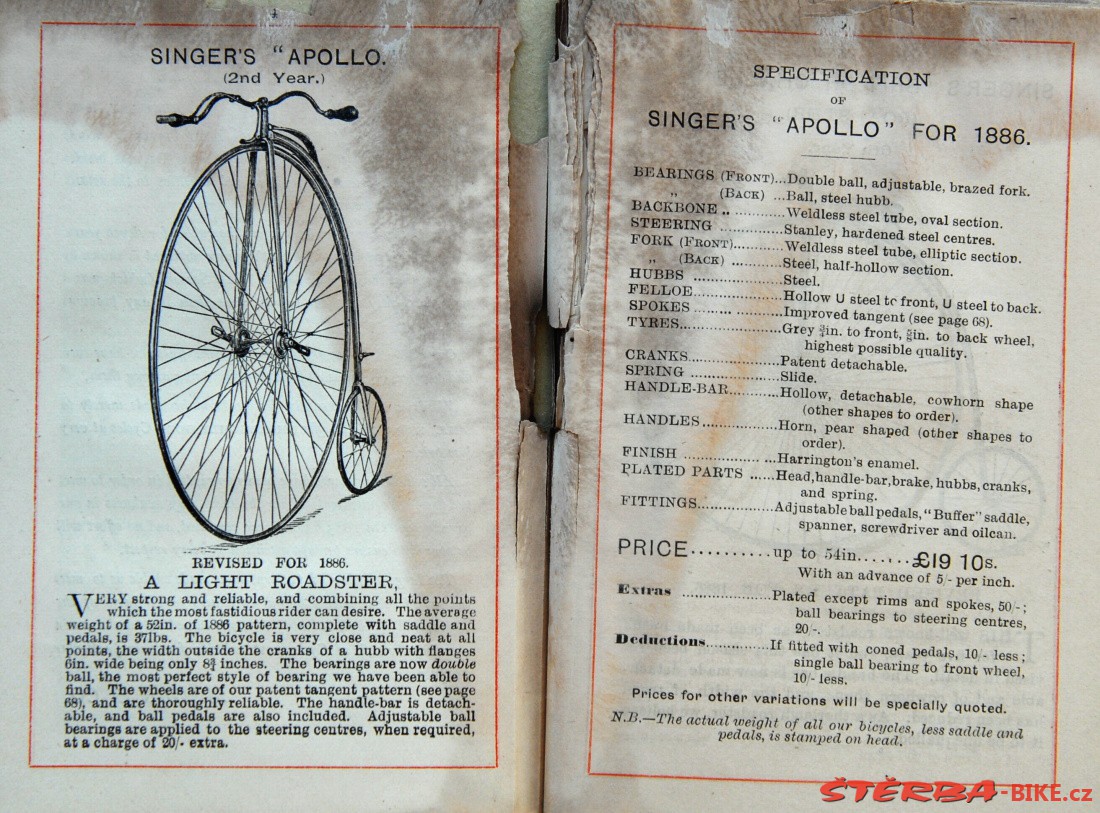 SINGER'S "APOLLO.
(2nd Year.)
REVISED FOR 1886.
A LIGHT ROADSTER,
VERY strong and reliable, and combining all the points
which the most fastidious rider can desire. The average
weight of a 52in. of 1886 pattern, complete with saddle and
pedals, is 37lbs. The bicycle is very close and neat at all
points, the width outside the cranks of a hubb with flanges
6in. wide being only 8¾ inches. The bearings are now double
ball, the most perfect style of bearing we have been able to
find. The wheels are of our patent tangent pattern (see page
68), and are thoroughly reliable. The handle-bar is detach-
able, and ball pedals are also included. Adjustable ball
bearings are applied to the steering centres, when required,
at a charge of 20/- extra.
SPECIFICATION
OF
SINGER'S "APOLLO" FOR 1886.
BEARINGS (FRONT)...Double ball, adjustable, brazed fork.
„ (BACK) ...Ball, steel hubb.
BACKBONE .. ............Weldless steel tube, oval section.
STEERING ...............Stanley, hardened steel centres.
FORK (FRONT)............Weldless steel tube, elliptic section.
„ (BACK) ............Steel, half-hollow section.
HUBBS .....................Steel.
FELLOE.....................Hollow U steel to front, U steel to back.
SPOKES ......... ... .........Improved tangent (see page 68).
TYRES........................Grey ¾in. to front, in. to back wheel,
highest possible quality.
CRANKS.....................Patent detachable.
SPRING .....................Slide.
HANDLE-BAR............Hollow, detachable, cowhorn shape
(other shapes to order).
HANDLES..................Horn, pear shaped (other shapes to
order).
FINISH .................. ...Harrington's enamel.
PLATED PARTS ......Head, handle-bar, brake, hubbs, cranks,
and spring.
FITTINGS..................Adjustable ball pedals, "Buffer" saddle,
spanner, screwdriver and oilcan.
PRICE..........up to 54in.......£19 10s.
With an advance of 5/- per inch.
Extras .....................Plated except rims and spokes, 50/-;
ball bearings to steering centres,
20/-.
Deductions...............If fitted with coned pedals, 10/- less;
single ball bearing to front wheel,
10/- less.
Prices for other variations will be specially quoted.
N.B.—The actual weight of all our bicycles, less saddle and
pedals, is stamped on head.
ŠTĚRBA-BIKE.cz